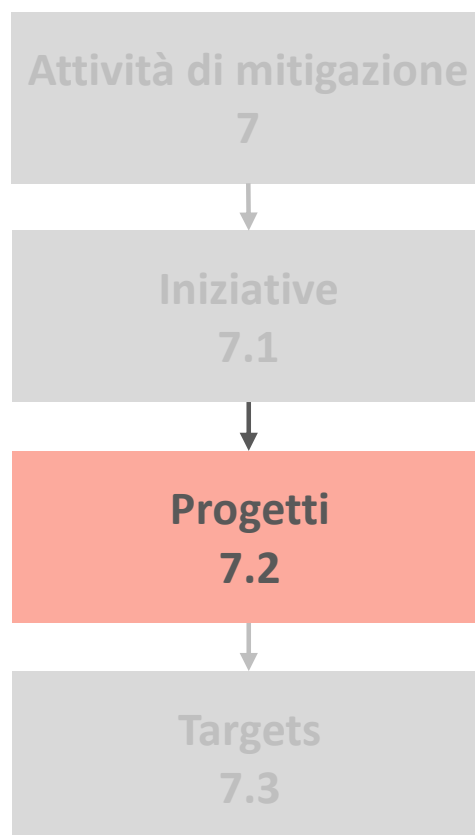 Attività di mitigazione
7
Iniziative
7.1
Progetti
7.2
Targets
7.3